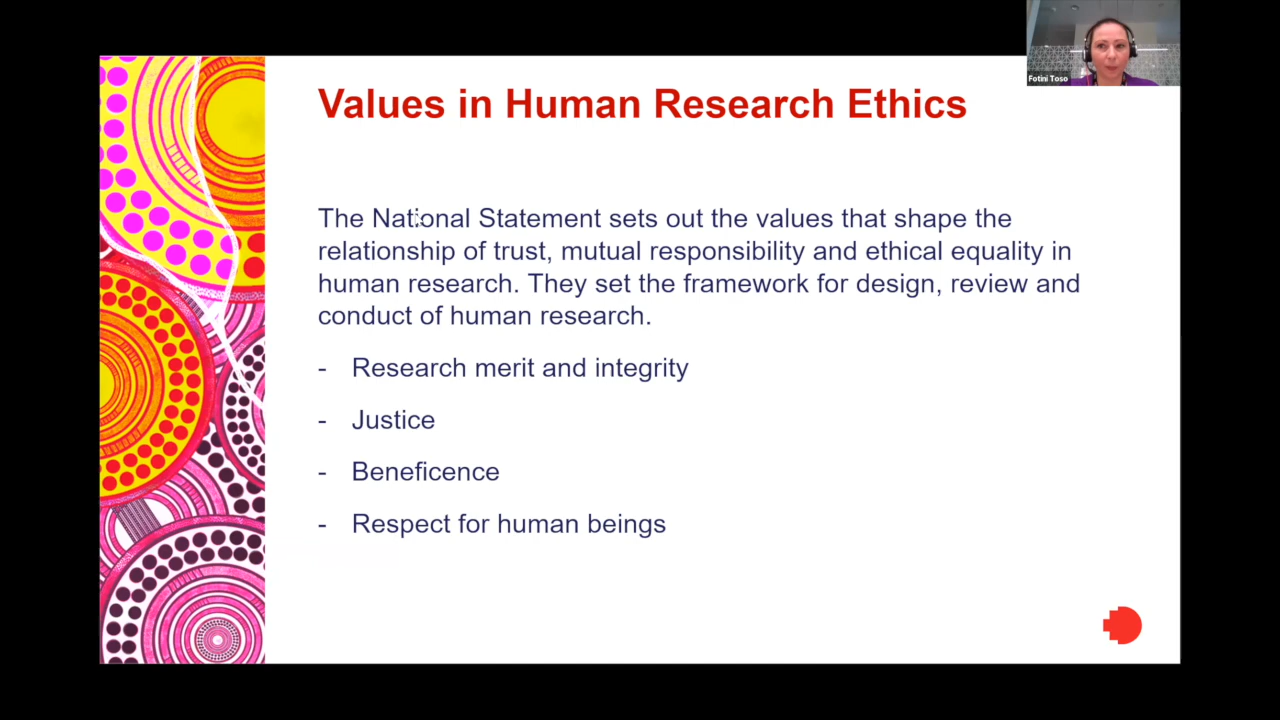 Fotini Toso
Values in Human Research Ethics
The National Statement sets out the values that shape the
relationship of trust, mutual responsibility and ethical equality in
human research. They set the framework for design, review and
conduct of human research.
- Research merit and integrity
- Justice
- Beneficence
- Respect for human beings